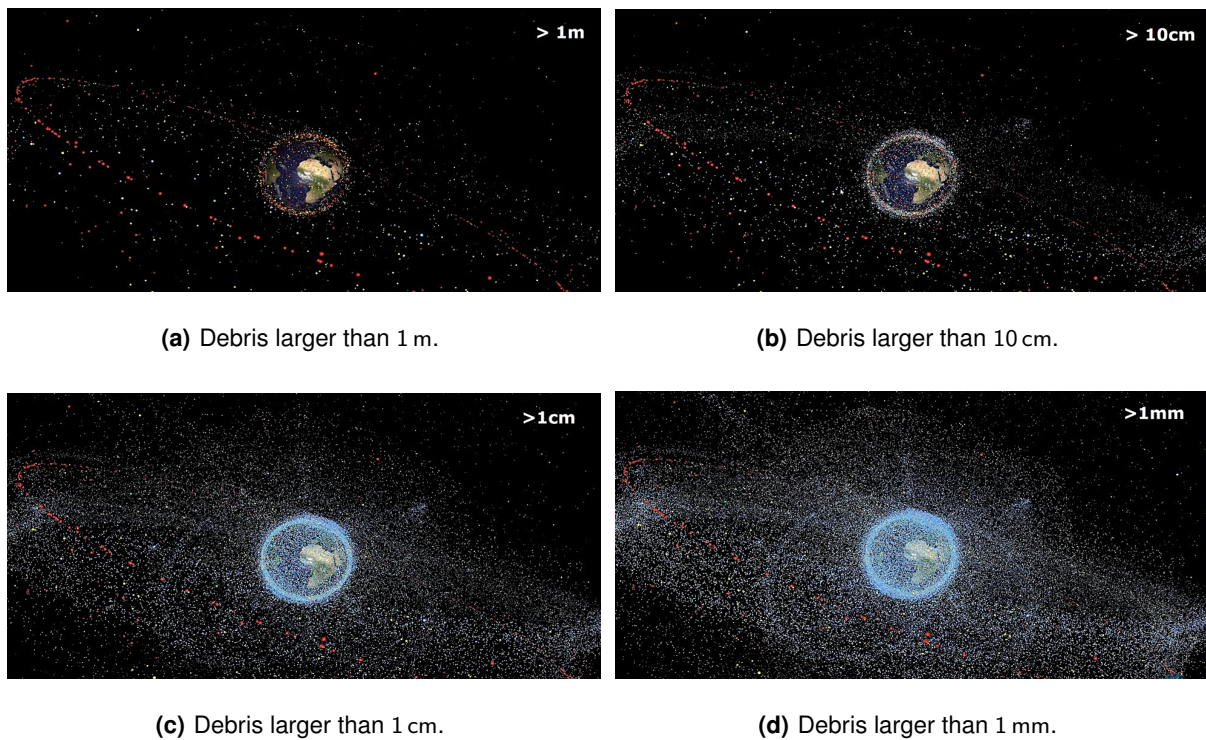 > 1m
> 10cm
(a) Debris larger than 1 m.
(b) Debris larger than 10 cm.
>1cm
>1mm
(c) Debris larger than 1 cm.
(d) Debris larger than 1 mm.